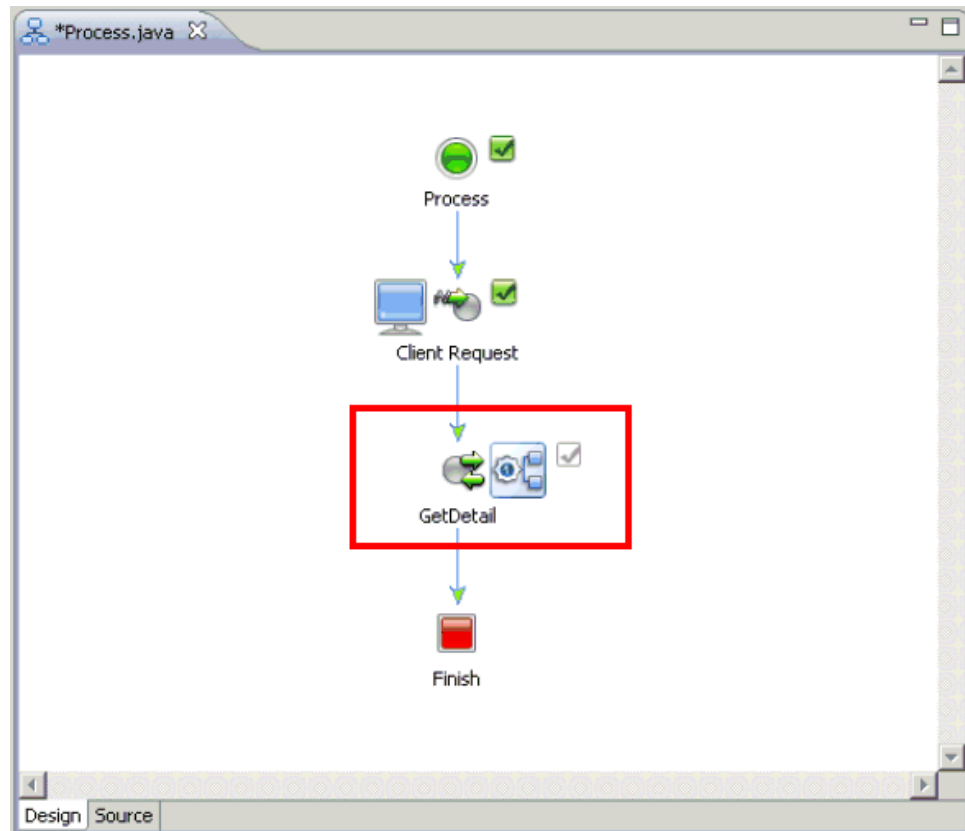 *Process.java
Process
Client Request
GetDetail
Finish
Design Source